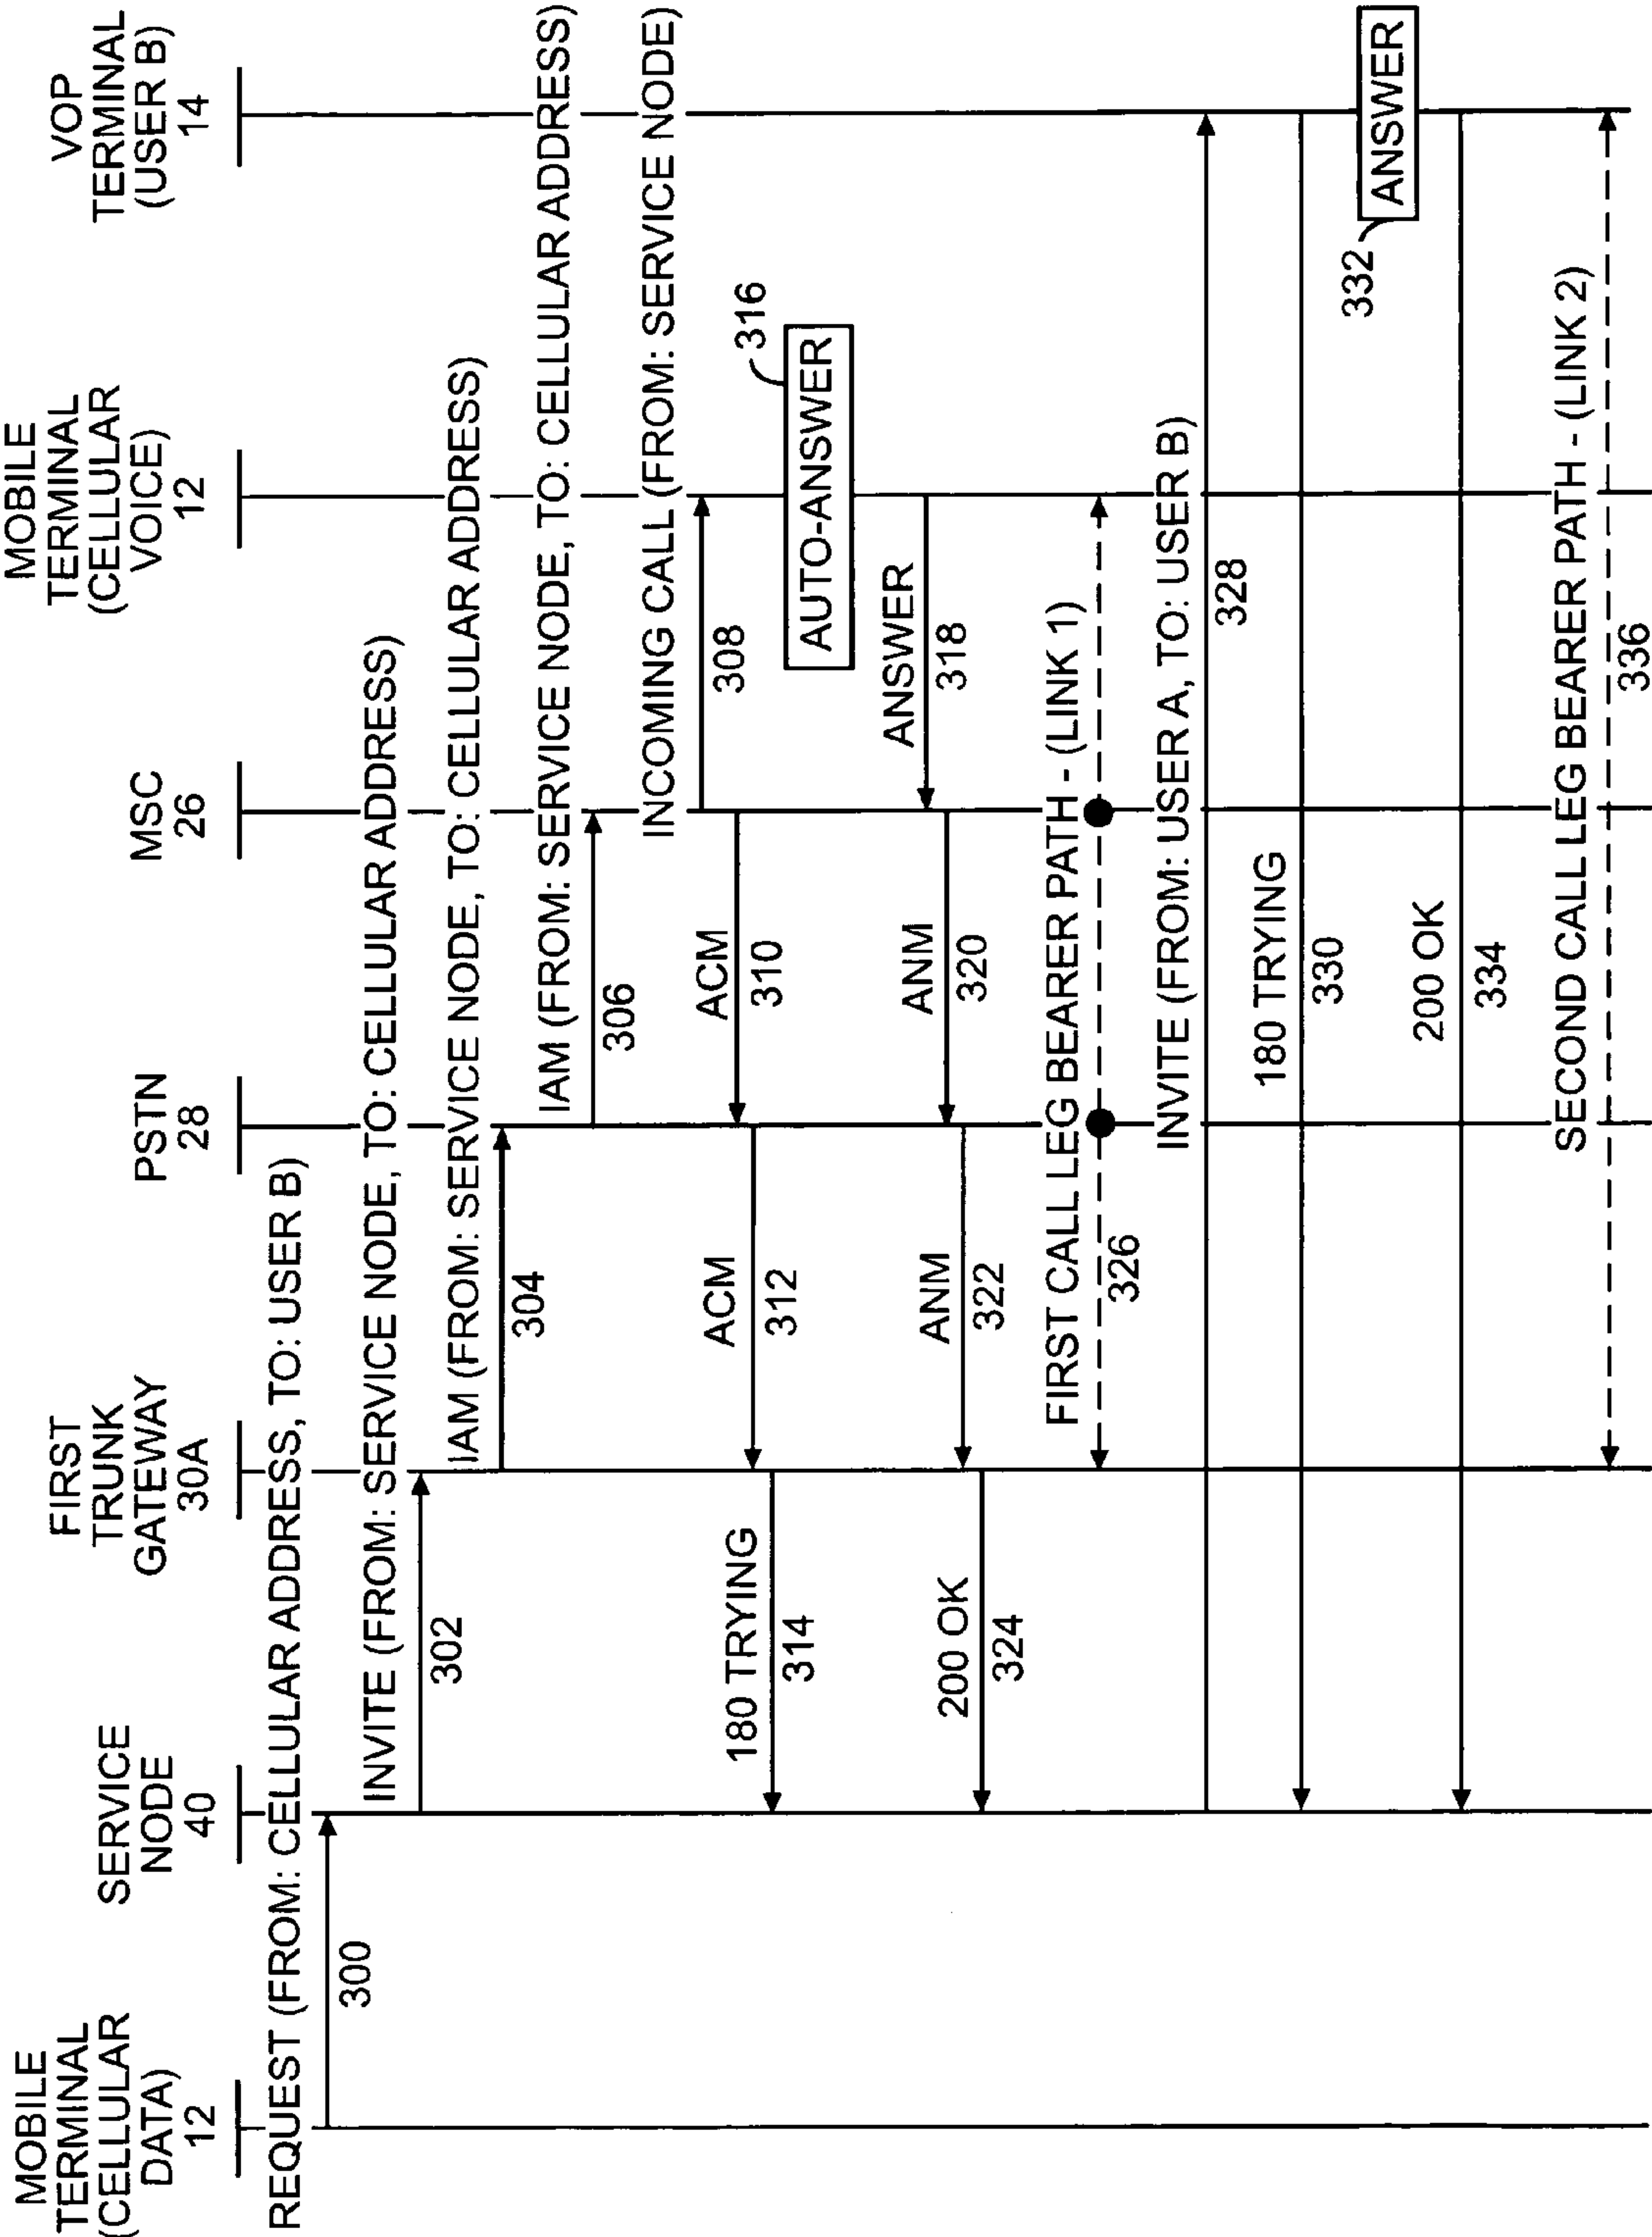 MOBILE
TERMINAL
(CELLULAR
DATA)
12
SERVICE
NODE
40
FIRST
TRUNK
GATEWAY
30A
PSTN
28
MSC
26
MOBILE
TERMINAL
(CELLULAR
VOICE)
12
VOP
TERMINAL
(USER B)
14
REQUEST (FROM: CELLULAR ADDRESS, TO: USER B)
300
INVITE (FROM: SERVICE NODE, TO: CELLULAR ADDRESS)
302
IAM (FROM: SERVICE NODE, TO: CELLULAR ADDRESS)
304
IAM (FROM: SERVICE NODE, TO: CELLULAR ADDRESS)
306
INCOMING CALL (FROM: SERVICE NODE)
308
ACM
310
ACM
312
180 TRYING
314
316
AUTO-ANSWER
ANSWER
318
ANM
320
ANM
322
200 OK
324
FIRST CALL LEG BEARER PATH - (LINK 1)
326
INVITE (FROM: USER A, TO: USER B)
328
180 TRYING
330
332
ANSWER
200 OK
334
SECOND CALL LEG BEARER PATH - (LINK 2)
336